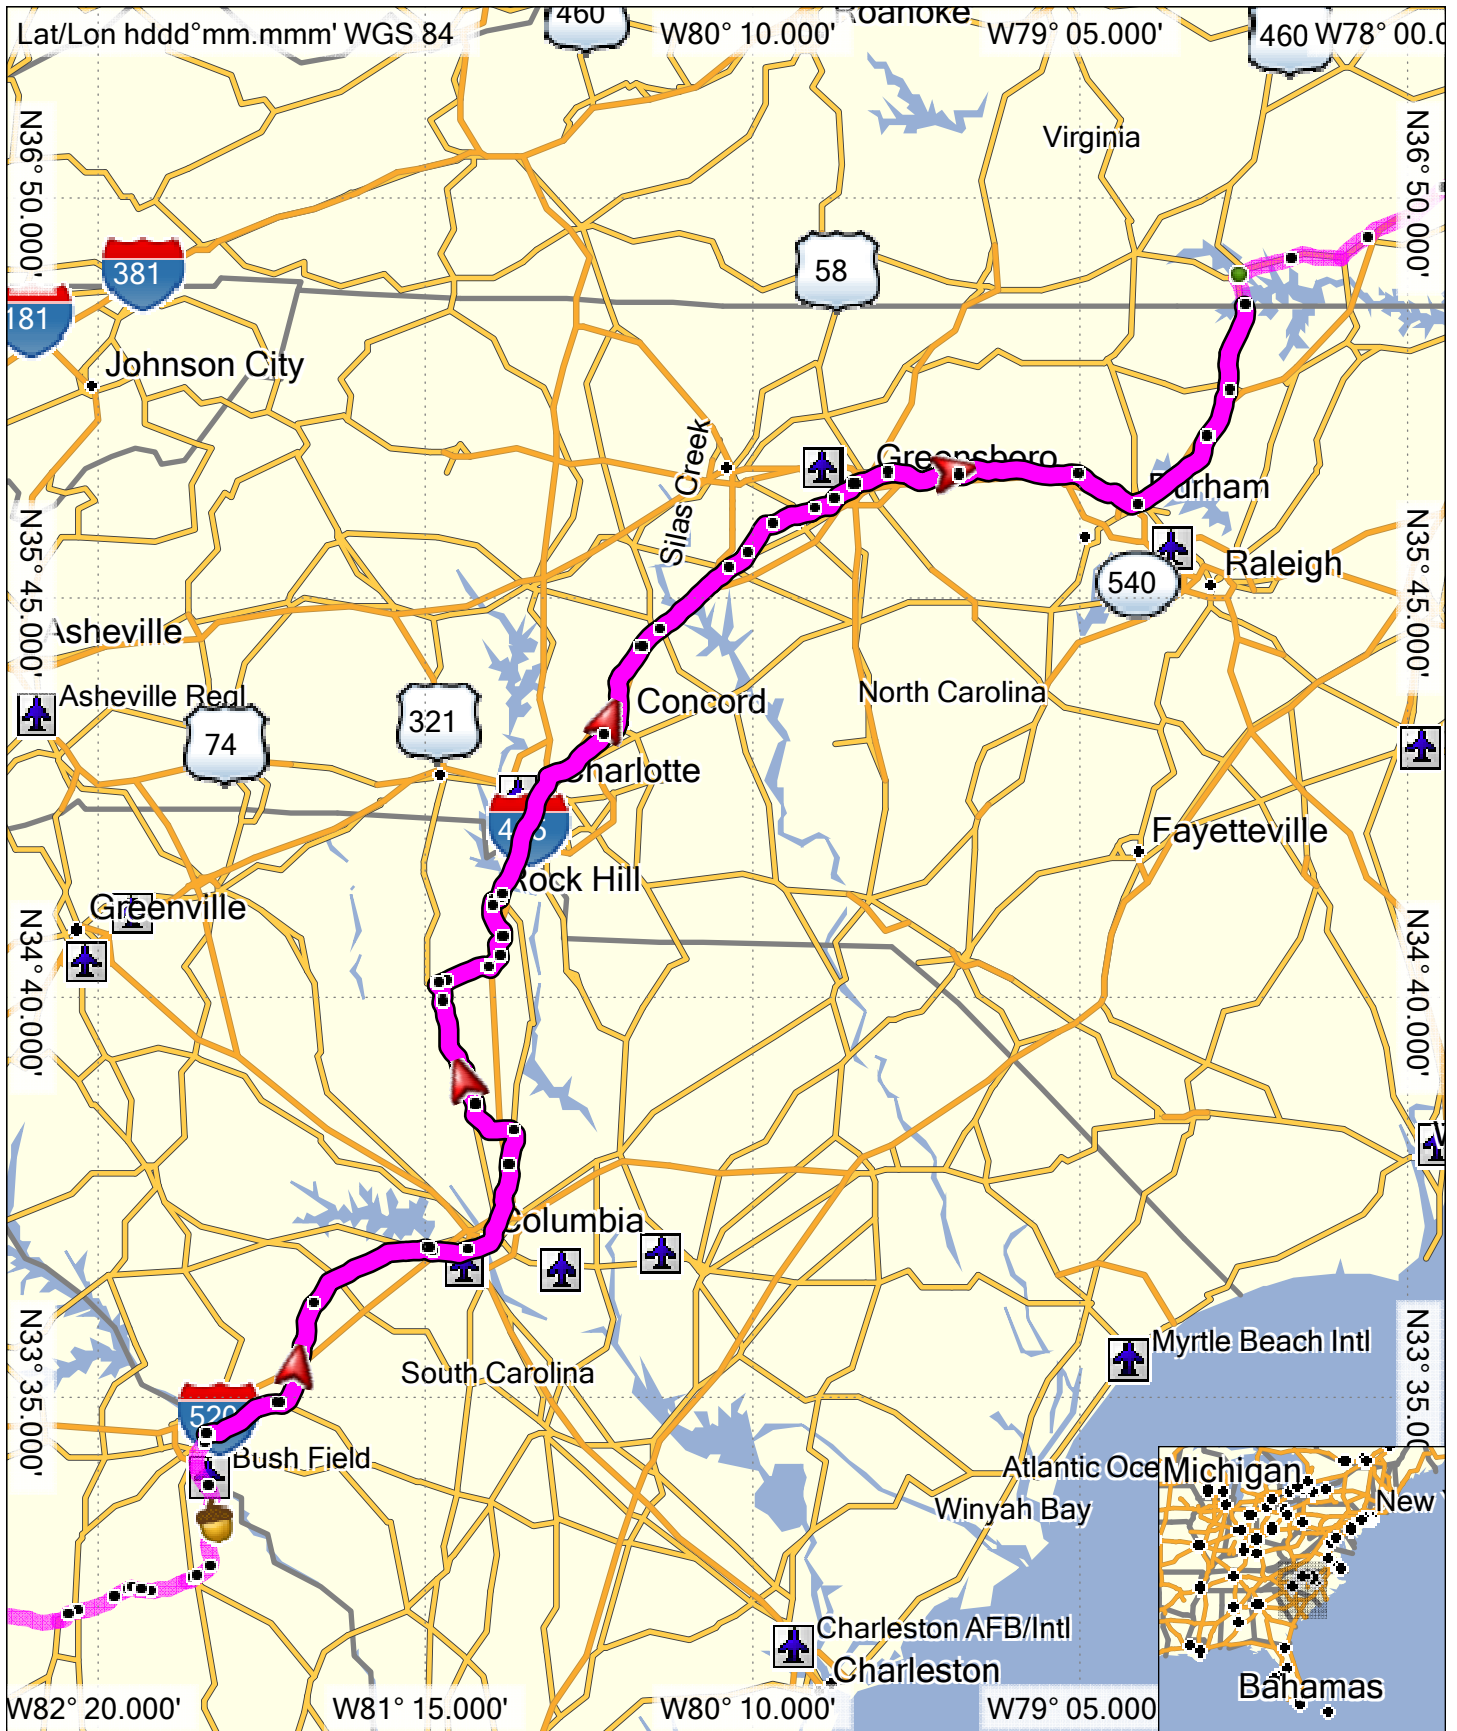 460
Roanoke
Lat/Lon hddd°mm.mmm' WGS 84
W80° 10.000'
W79° 05.000'
460
W78° 00.0
N36° 50.000'
N36° 50.000'
Virginia
58
381
181
Johnson City
Silas Creek
Greensboro
Durham
N35° 45.000'
N35° 45.000'
Raleigh
540
Asheville
Asheville Regl
North Carolina
Concord
321
74
Charlotte
Fayetteville
Rock Hill
Greenville
N34° 40.000'
N34° 40.000'
Columbia
N33° 35.000'
N33° 35.00
Myrtle Beach Intl
South Carolina
520
Bush Field
Atlantic Oce
Michigan
New
Winyah Bay
Charleston AFB/Intl
Charleston
Bahamas
W82° 20.000'
W81° 15.000'
W80° 10.000'
W79° 05.000